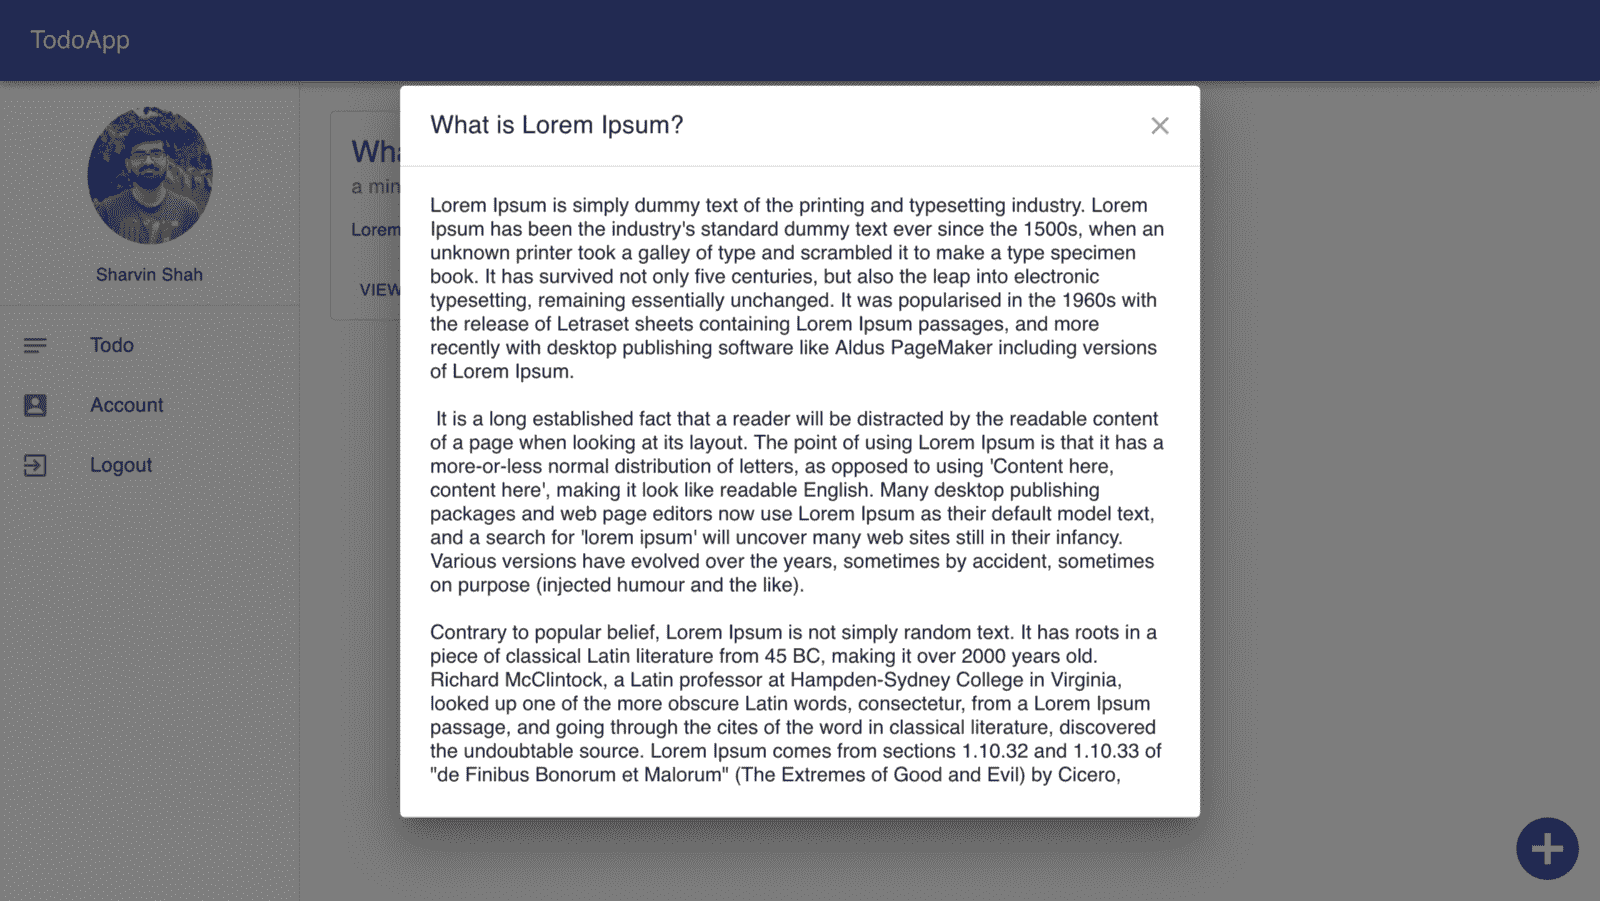 TodoApp
Sharvin Shah
Todo
Account
Logout
a min
Lorem
VIEW
What is Lorem Ipsum?
Lorem Ipsum is simply dummy text of the printing and typesetting industry. Lorem
Ipsum has been the industry's standard dummy text ever since the 1500s, when an
unknown printer took a galley of type and scrambled it to make a type specimen
book. It has survived not only five centuries, but also the leap into electronic
typesetting, remaining essentially unchanged. It was popularised in the 1960s with
the release of Letraset sheets containing Lorem Ipsum passages, and more
recently with desktop publishing software like Aldus PageMaker including versions
of Lorem Ipsum.
It is a long established fact that a reader will be distracted by the readable content
of a page when looking at its layout. The point of using Lorem Ipsum is that it has a
more-or-less normal distribution of letters, as opposed to using 'Content here,
content here', making it look like readable English. Many desktop publishing
packages and web page editors now use Lorem Ipsum as their default model text,
and a search for 'lorem ipsum' will uncover many web sites still in their infancy.
Various versions have evolved over the years, sometimes by accident, sometimes
on purpose (injected humour and the like).
Contrary to popular belief, Lorem Ipsum is not simply random text. It has roots in a
piece of classical Latin literature from 45 BC, making it over 2000 years old.
Richard McClintock, a Latin professor at Hampden-Sydney College in Virginia,
looked up one of the more obscure Latin words, consectetur, from a Lorem Ipsum
passage, and going through the cites of the word in classical literature, discovered
the undoubtable source. Lorem Ipsum comes from sections 1.10.32 and 1.10.33 of
"de Finibus Bonorum et Malorum" (The Extremes of Good and Evil) by Cicero,